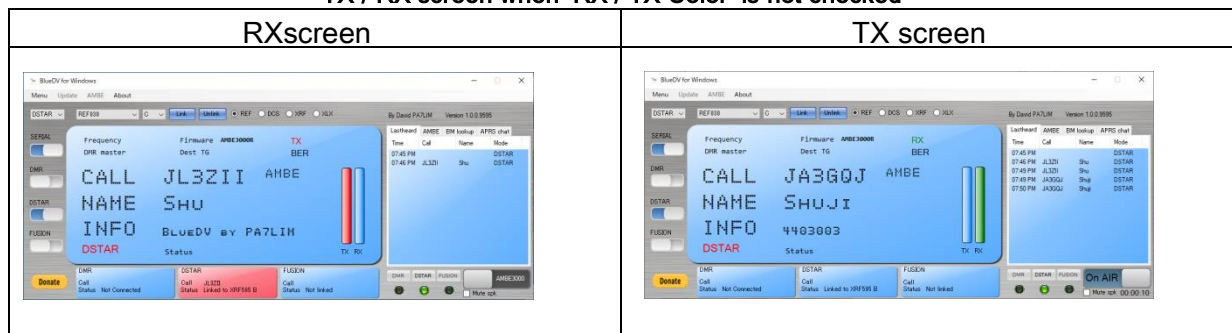 TX / RX screen when "RX / TX Color" is not checked
RXscreen
BlueDV for Windows
Menu Update AMBE About
DSTAR REF038 C Link Unlink REF DCS XRF XLX By David PA7LIM Version 1.0.0.9595
SERIAL
DMR
DSTAR
FUSION
Frequency Firmware AMBE3000R TX
DMR master Dest TG BER
CALL JL3ZII AMBE
NAME SHU
INFO BLUEDV BY PA7LIM
DSTAR Status TX RX
Lastheard AMBE BM lookup APRS chat
Time Call Name Mode
07:45 PM DSTAR
07:46 PM JL3ZII Shu DSTAR
Donate
DMR
Call
Status Not Connected
DSTAR
Call JL3ZII
Status Linked to XRF595 B
FUSION
Call
Status Not linked
DMR DSTAR FUSION AMBE3000
Mute spk
TX screen
BlueDV for Windows
Menu Update AMBE About
DSTAR REF038 C Link Unlink REF DCS XRF XLX By David PA7LIM Version 1.0.0.9595
SERIAL
DMR
DSTAR
FUSION
Frequency Firmware AMBE3000R RX
DMR master Dest TG BER
CALL JA3GQJ AMBE
NAME SHUJI
INFO 4403003
DSTAR Status TX RX
Lastheard AMBE BM lookup APRS chat
Time Call Name Mode
07:45 PM DSTAR
07:46 PM JL3ZII Shu DSTAR
07:49 PM JL3ZII Shu DSTAR
07:49 PM JA3GQJ Shuji DSTAR
07:50 PM JA3GQJ Shuji DSTAR
Donate
DMR
Call
Status Not Connected
DSTAR
Call
Status Linked to XRF595 B
FUSION
Call
Status Not linked
DMR DSTAR FUSION On AIR
Mute spk 00:00:10